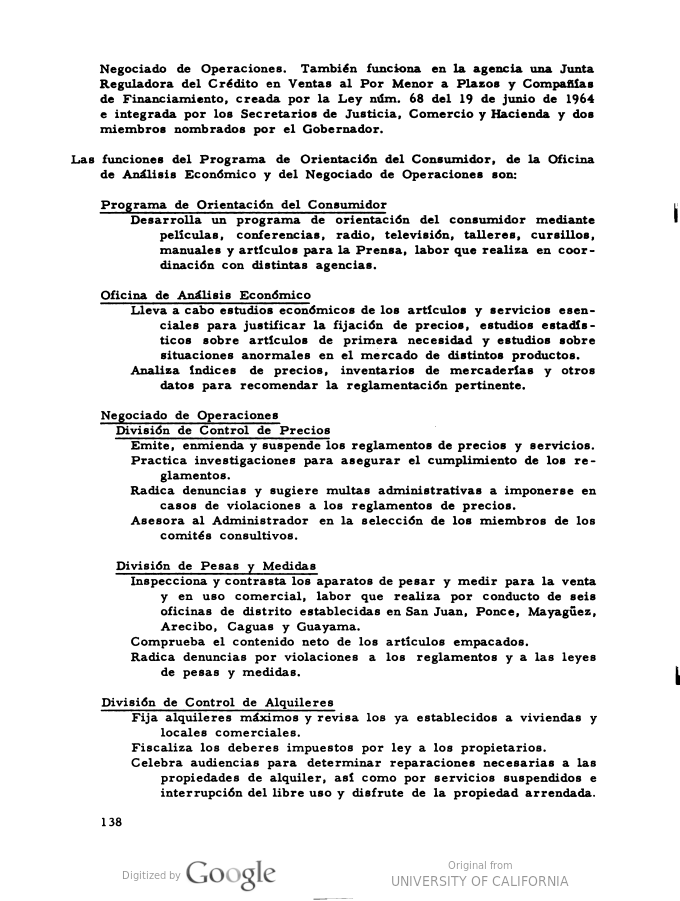 Negociado de Operaciones. También funciona en la agencia una Junta
Reguladora del Crédito en Ventas al Por Menor a Plazos y Compañías
de Financiamiento, creada por la Ley núm. 68 del 19 de junio de 1964
e integrada por los Secretarios de Justicia, Comercio y Hacienda y dos
miembros nombrados por el Gobernador.
Las funciones del Programa de Orientación del Consumidor, de la Oficina
de Análisis Económico y del Negociado de Operaciones son:
Programa de Orientación del Consumidor
Desarrolla un programa de orientación del consumidor mediante
películas, conferencias, radio, televisión, talleres, cursillos,
manuales y artículos para la Prensa, labor que realiza en coor-
dinación con distintas agencias.
Oficina de Análisis Económico
Lleva a cabo estudios económicos de los artículos y servicios esen-
ciales para justificar la fijación de precios, estudios estadís-
ticos sobre artículos de primera necesidad y estudios sobre
situaciones anormales en el mercado de distintos productos.
Analiza índices de precios, inventarios de mercaderías y otros
datos para recomendar la reglamentación pertinente.
Negociado de Operaciones
División de Control de Precios
Emite, enmienda y suspende los reglamentos de precios y servicios.
Practica investigaciones para asegurar el cumplimiento de los re-
glamentos.
Radica denuncias y sugiere multas administrativas a imponerse en
casos de violaciones a los reglamentos de precios.
Asesora al Administrador en la selección de los miembros de los
comités consultivos.
División de Pesas y Medidas
Inspecciona y contrasta los aparatos de pesar y medir para la venta
y en uso comercial, labor que realiza por conducto de seis
oficinas de distrito establecidas en San Juan, Ponce, Mayagüez,
Arecibo, Caguas y Guayama.
Comprueba el contenido neto de los artículos empacados.
Radica denuncias por violaciones a los reglamentos y a las leyes
de pesas y medidas.
División de Control de Alquileres
Fija alquileres máximos y revisa los ya establecidos a viviendas y
locales comerciales.
Fiscaliza los deberes impuestos por ley a los propietarios.
Celebra audiencias para determinar reparaciones necesarias a las
propiedades de alquiler, así como por servicios suspendidos e
interrupción del libre uso y disfrute de la propiedad arrendada.
138
Digitized by Google
Original from
UNIVERSITY OF CALIFORNIA